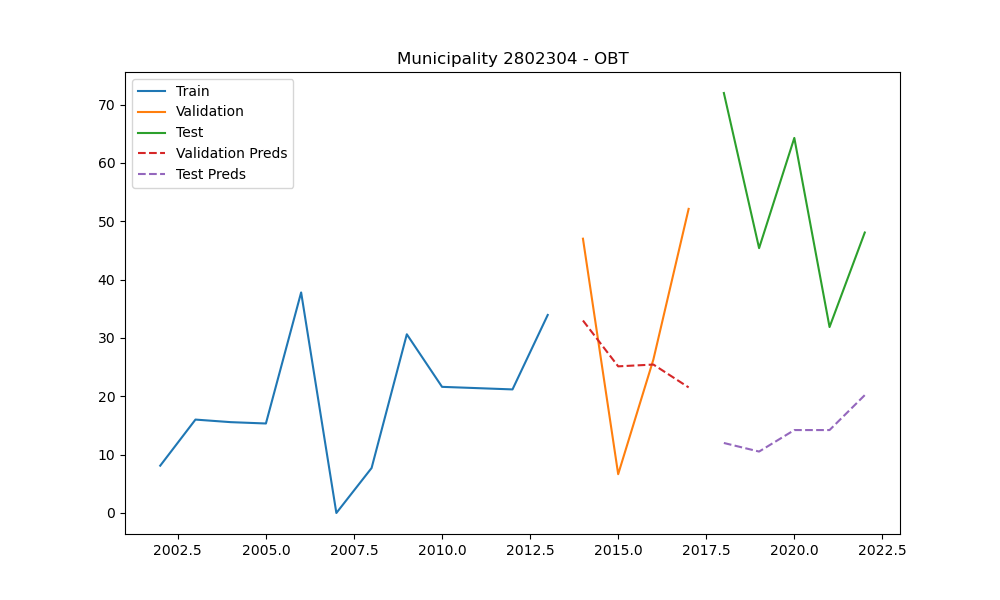 Municipality 2802304 - OBT
Train
Validation
Test
Validation Preds
Test Preds
70
60
50
40
30
20
10
0
2002.5 2005.0 2007.5 2010.0 2012.5 2015.0 2017.5 2020.0 2022.5